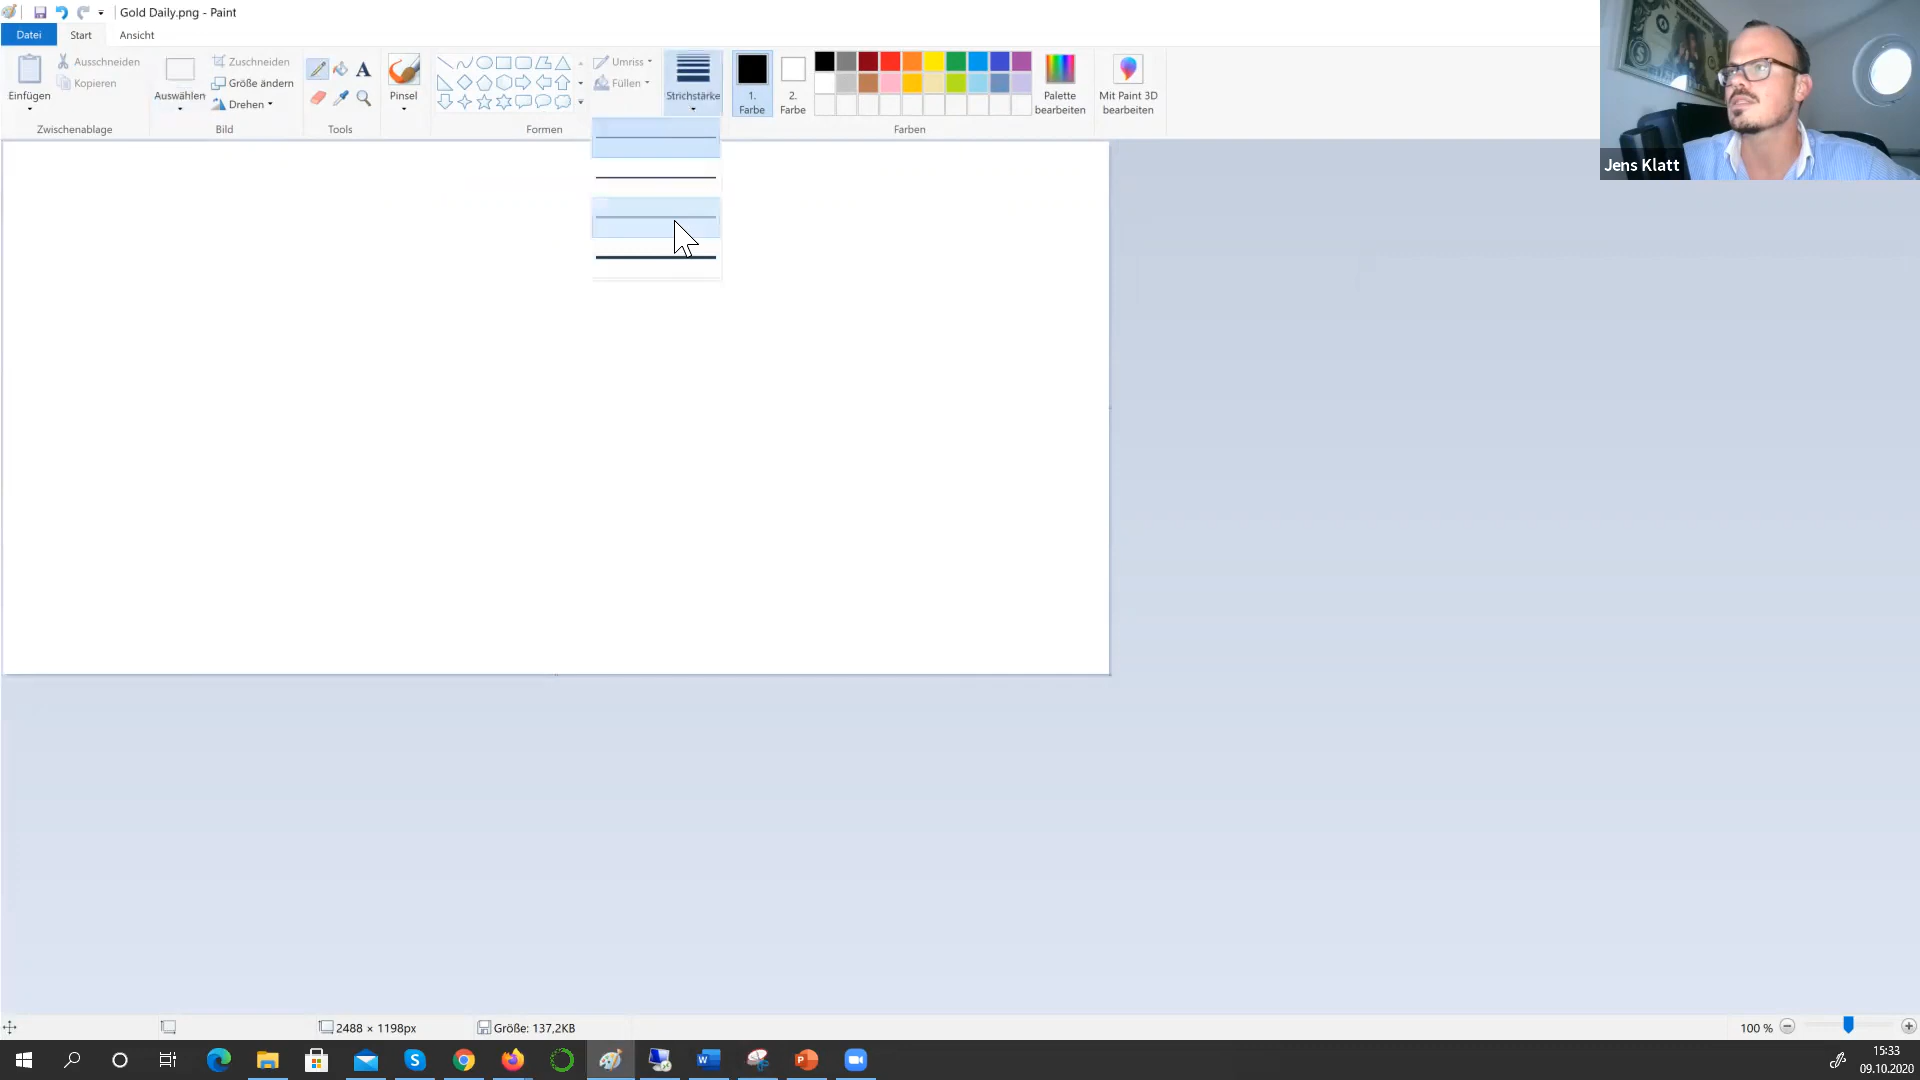 Gold Daily.png - Paint
Datei
Start
Ansicht
Einfügen
Ausschneiden
Kopieren
Zwischenablage
Auswählen
Zuschneiden
Größe ändern
Drehen
Bild
A
Tools
Pinsel
Formen
Umriss
Füllen
Strichstärke
1.
Farbe
2.
Farbe
Farben
Palette
bearbeiten
Mit Paint 3D
bearbeiten
Jens Klatt
2488 × 1198px
Größe: 137,2KB
100 %
15:33
09.10.2020